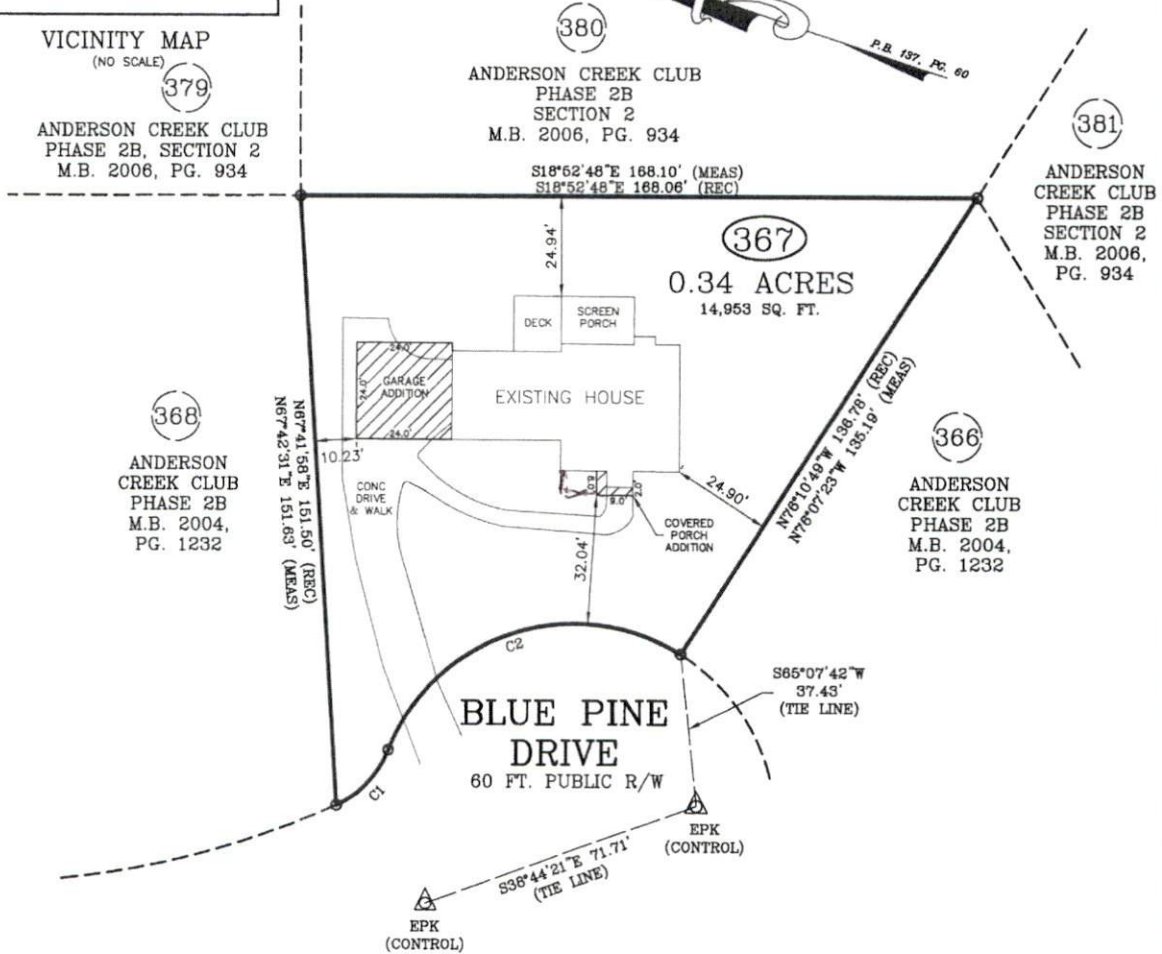 VICINITY MAP
(NO SCALE)
379
ANDERSON CREEK CLUB
PHASE 2B, SECTION 2
M.B. 2006, PG. 934
380
ANDERSON CREEK CLUB
PHASE 2B
SECTION 2
M.B. 2006, PG. 934
P.B. 137, PG. 60
381
ANDERSON
CREEK CLUB
PHASE 2B
SECTION 2
M.B. 2006,
PG. 934
S18°52'48"E 168.10' (MEAS)
S18°52'48"E 168.06' (REC)
367
0.34 ACRES
14,953 SQ. FT.
24.94'
DECK
SCREEN
PORCH
24.0'
24.0'
GARAGE
ADDITION
24.0'
EXISTING HOUSE
368
ANDERSON
CREEK CLUB
PHASE 2B
M.B. 2004,
PG. 1232
N67°41'58"E 151.50' (REC)
N67°42'31"E 151.63' (MEAS)
10.23'
CONC
DRIVE
& WALK
6.0'
9.0'
2.0'
COVERED
PORCH
ADDITION
32.04'
24.90'
N76°10'49"W 136.78' (REC)
N76°07'23"W 135.19' (MEAS)
366
ANDERSON
CREEK CLUB
PHASE 2B
M.B. 2004,
PG. 1232
C2
C1
BLUE PINE
DRIVE
60 FT. PUBLIC R/W
S65°07'42"W
37.43'
(TIE LINE)
EPK
(CONTROL)
S38°44'21"E 71.71'
(TIE LINE)
EPK
(CONTROL)